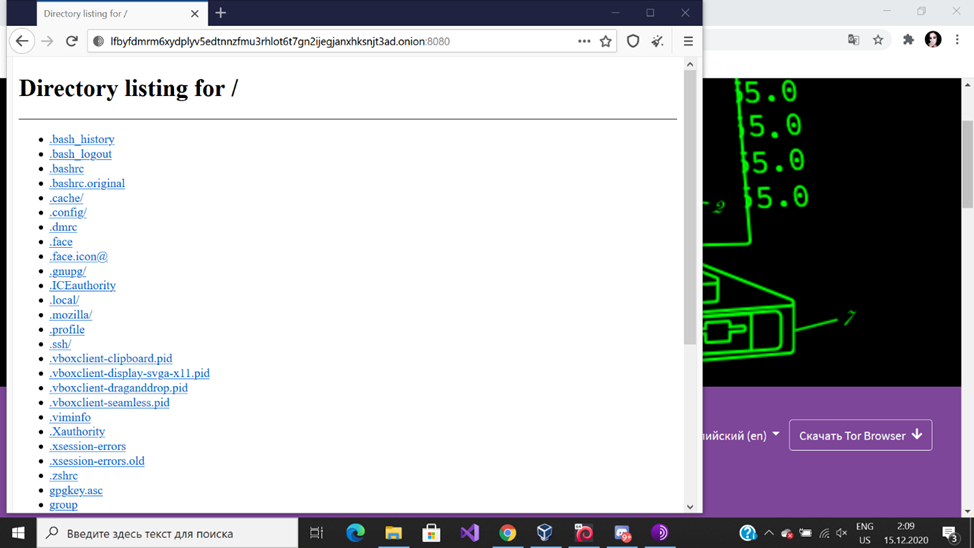 Directory listing for /
lfbyfdmrm6xydplyv5edtnnzfmu3rhlot6t7gn2ijegjanxhksnjt3ad.onion:8080
Directory listing for /
.bash_history
.bash_logout
.bashrc
.bashrc.original
.cache/
.config/
.dmrc
.face
.face.icon@
.gnupg/
.ICEauthority
.local/
.mozilla/
.profile
.ssh/
.vboxclient-clipboard.pid
.vboxclient-display-svga-x11.pid
.vboxclient-draganddrop.pid
.vboxclient-seamless.pid
.viminfo
.Xauthority
.xsession-errors
.xsession-errors.old
.zshrc
gpgkey.asc
group
5.0
5.0
5.0
5.0
2
7
лийский (en)
Скачать Tor Browser
Введите здесь текст для поиска
ENG
US
2:09
15.12.2020
3